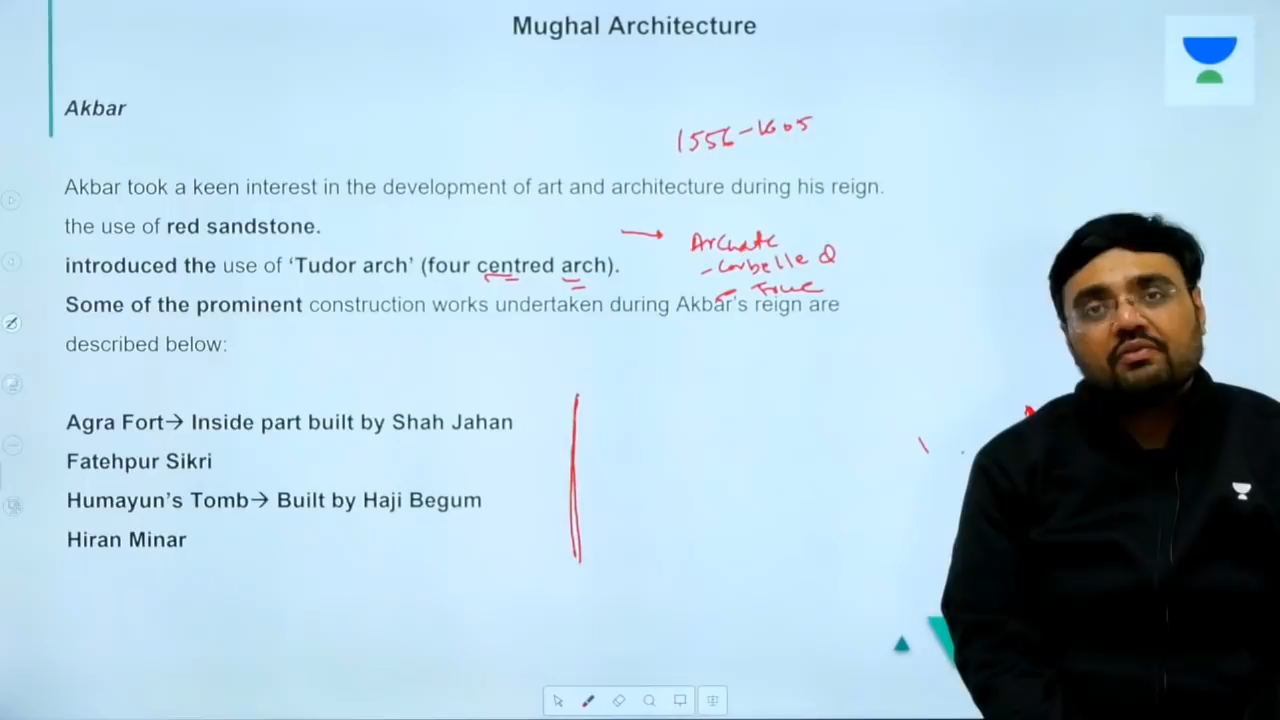 Mughal Architecture
Akbar
1556-1605
Akbar took a keen interest in the development of art and architecture during his reign.
the use of red sandstone.
introduced the use of ‘Tudor arch’ (four centred arch).
Arcuate
- Corbelled
- True
Some of the prominent construction works undertaken during Akbar's reign are
described below:
Agra Fort→ Inside part built by Shah Jahan
Fatehpur Sikri
Humayun's Tomb→ Built by Haji Begum
Hiran Minar